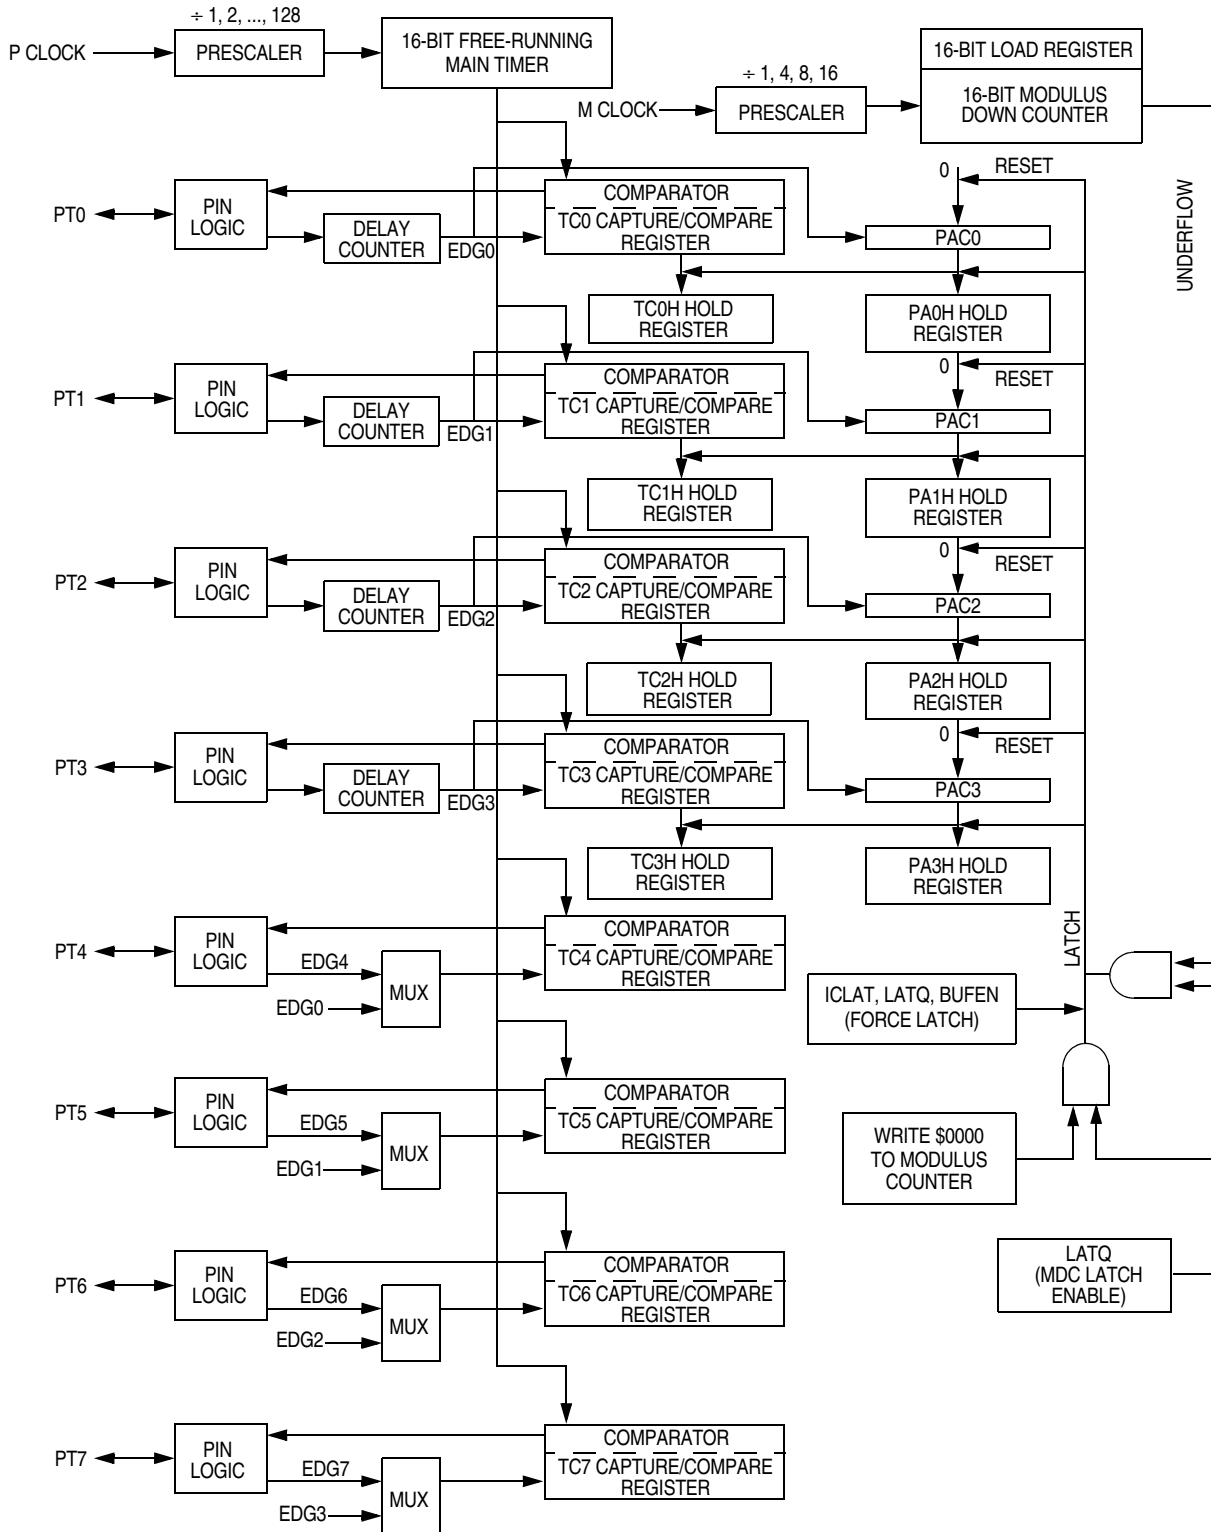 ÷ 1, 2, ..., 128
P CLOCK
PRESCALER
16-BIT FREE-RUNNING
MAIN TIMER
÷ 1, 4, 8, 16
M CLOCK
PRESCALER
16-BIT LOAD REGISTER
16-BIT MODULUS
DOWN COUNTER
UNDERFLOW
PT0
PIN
LOGIC
DELAY
COUNTER
EDG0
COMPARATOR
TC0 CAPTURE/COMPARE
REGISTER
0
RESET
PAC0
TC0H HOLD
REGISTER
PA0H HOLD
REGISTER
PT1
PIN
LOGIC
DELAY
COUNTER
EDG1
COMPARATOR
TC1 CAPTURE/COMPARE
REGISTER
0
RESET
PAC1
TC1H HOLD
REGISTER
PA1H HOLD
REGISTER
PT2
PIN
LOGIC
DELAY
COUNTER
EDG2
COMPARATOR
TC2 CAPTURE/COMPARE
REGISTER
0
RESET
PAC2
TC2H HOLD
REGISTER
PA2H HOLD
REGISTER
PT3
PIN
LOGIC
DELAY
COUNTER
EDG3
COMPARATOR
TC3 CAPTURE/COMPARE
REGISTER
0
RESET
PAC3
TC3H HOLD
REGISTER
PA3H HOLD
REGISTER
LATCH
PT4
PIN
LOGIC
EDG4
EDG0
MUX
COMPARATOR
TC4 CAPTURE/COMPARE
REGISTER
ICLAT, LATQ, BUFEN
(FORCE LATCH)
PT5
PIN
LOGIC
EDG5
EDG1
MUX
COMPARATOR
TC5 CAPTURE/COMPARE
REGISTER
WRITE $0000
TO MODULUS
COUNTER
PT6
PIN
LOGIC
EDG6
EDG2
MUX
COMPARATOR
TC6 CAPTURE/COMPARE
REGISTER
LATQ
(MDC LATCH
ENABLE)
PT7
PIN
LOGIC
EDG7
EDG3
MUX
COMPARATOR
TC7 CAPTURE/COMPARE
REGISTER